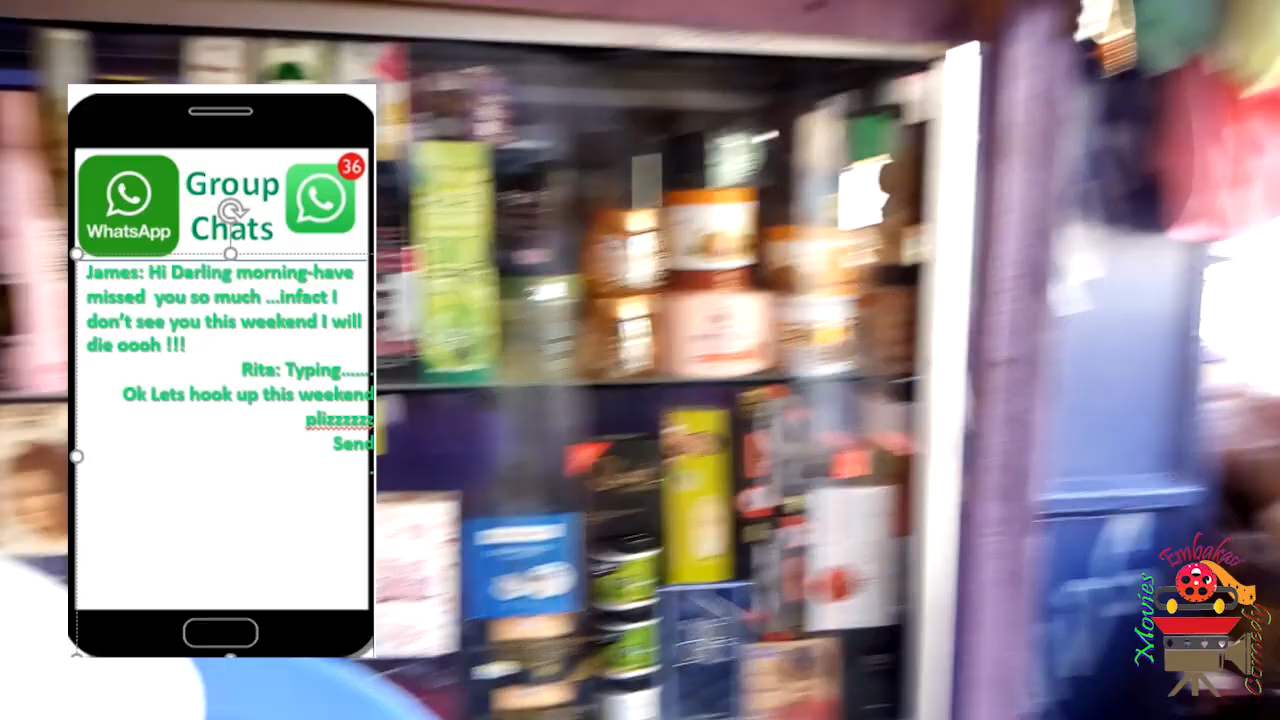 Group
Chats
WhatsApp
36
James: Hi Darling morning-have
missed you so much ...infact I
don't see you this weekend I will
die oooh !!!
Rita: Typing......
Ok Lets hook up this weekend
plizzzzzz
Send
Embakasi
Movies
Comedy